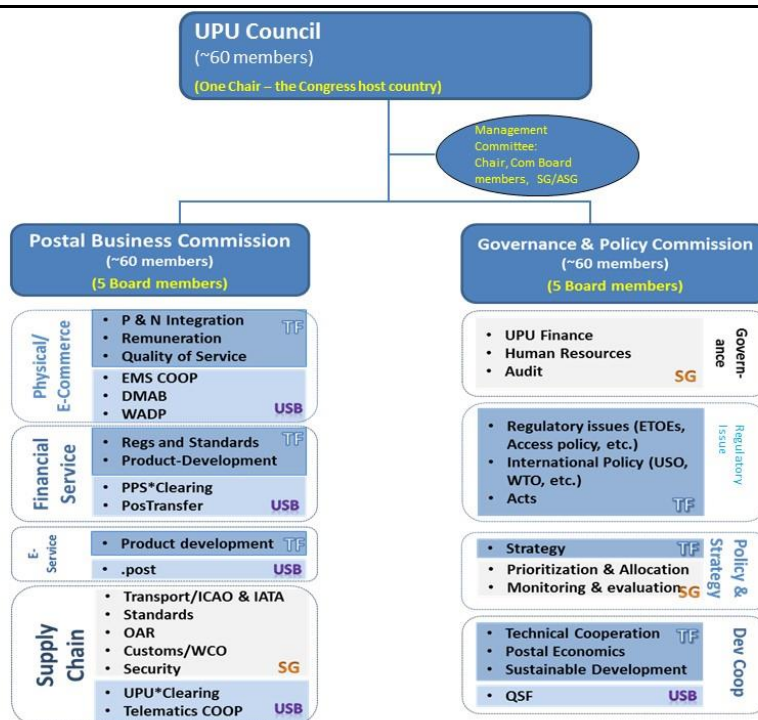 UPU Council
(~60 members)
(One Chair – the Congress host country)
Management
Committee:
Chair, Com Board
members, SG/ASG
Postal Business Commission
(~60 members)
(5 Board members)
Physical/
E-Commerce
• P & N Integration
• Remuneration
• Quality of Service
TF
• EMS COOP
• DMAB
• WADP
USB
Financial
Service
• Regs and Standards
• Product-Development
TF
• PPS*Clearing
• PosTransfer
USB
E-
Service
• Product development
TF
• .post
USB
Supply
Chain
• Transport/ICAO & IATA
• Standards
• OAR
• Customs/WCO
• Security
SG
• UPU*Clearing
• Telematics COOP
USB
Governance & Policy Commission
(~60 members)
(5 Board members)
• UPU Finance
• Human Resources
• Audit
SG
Govern-
ance
• Regulatory issues (ETOEs,
Access policy, etc.)
• International Policy (USO,
WTO, etc.)
• Acts
TF
Regulatory
Issue
• Strategy
TF
• Prioritization & Allocation
• Monitoring & evaluation
SG
Policy &
Strategy
• Technical Cooperation
• Postal Economics
• Sustainable Development
TF
• QSF
USB
Dev Coop